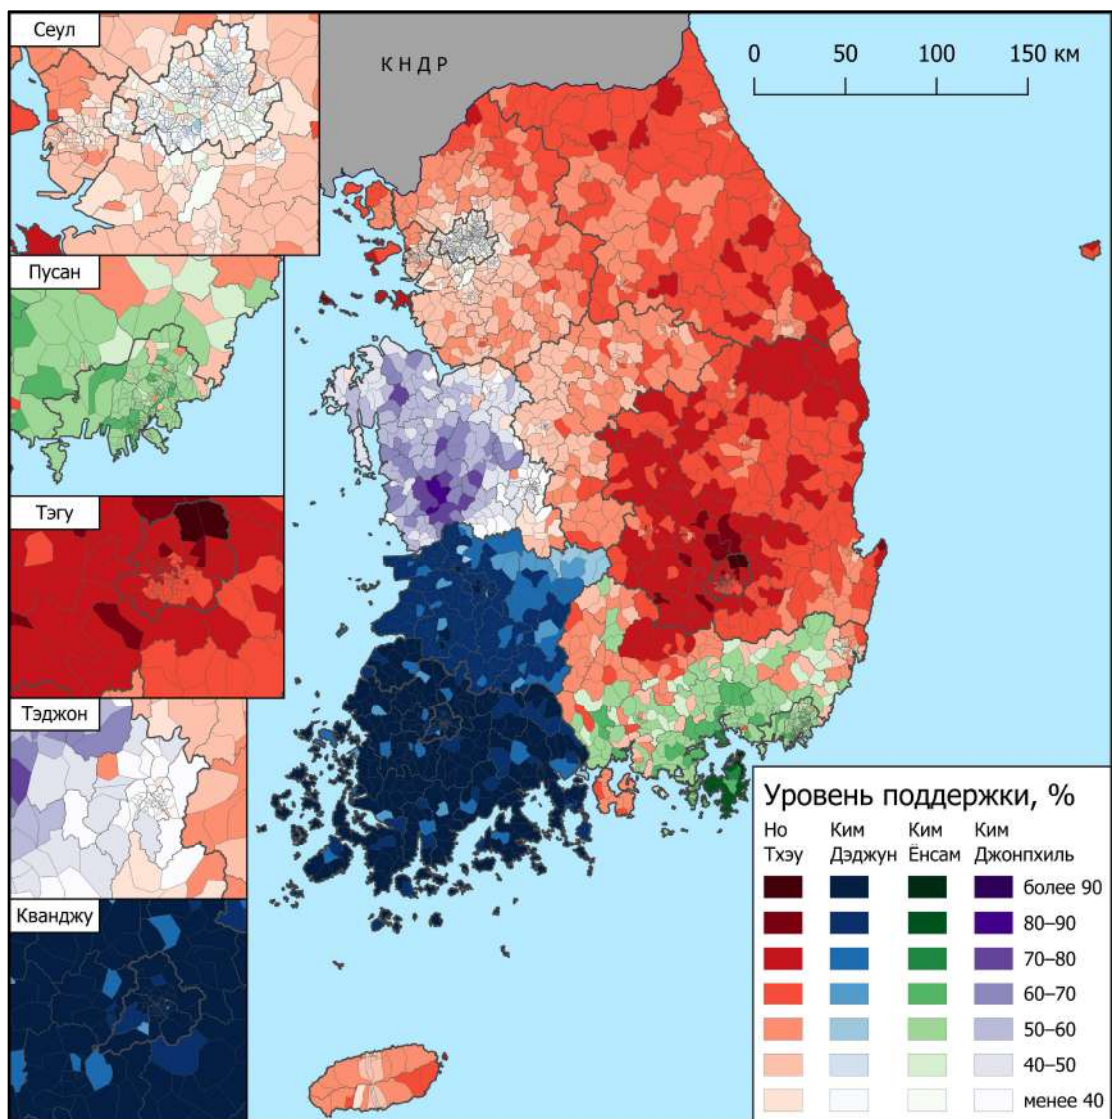 Сеул
КНДР
0 50 100 150 км
Пусан
Тэгу
Тэджон
Кванджу
Уровень поддержки, %
Но Тхэу
Ким Дэджун
Ким Ёнсам
Ким Джонпхиль
более 90
80–90
70–80
60–70
50–60
40–50
менее 40